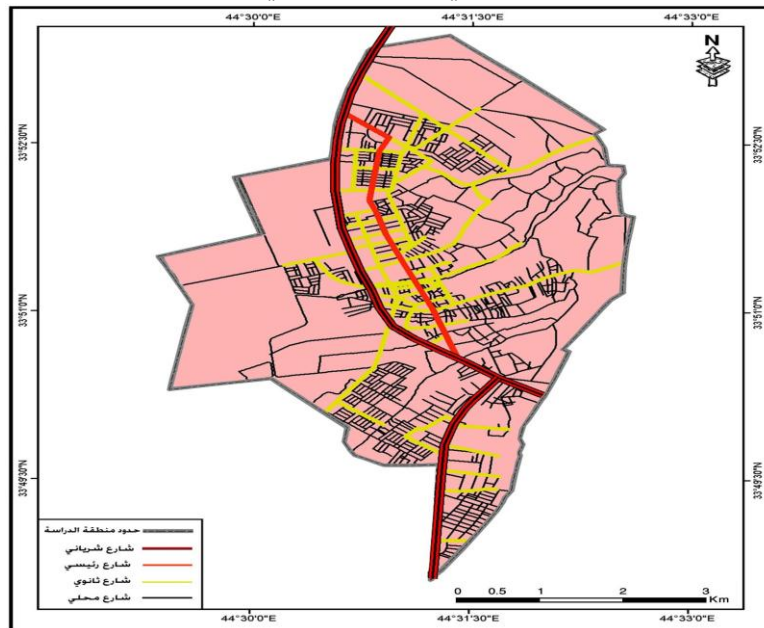 44°30'0"E 44°31'30"E 44°33'0"E
N
33°52'30"N 33°52'30"N
33°51'0"N 33°51'0"N
33°49'30"N 33°49'30"N
حدود منطقة الدراسة
شارع شرياني
شارع رئيسي
شارع ثانوي
شارع محلي
0 0.5 1 2 3
Km
44°30'0"E 44°31'30"E 44°33'0"E